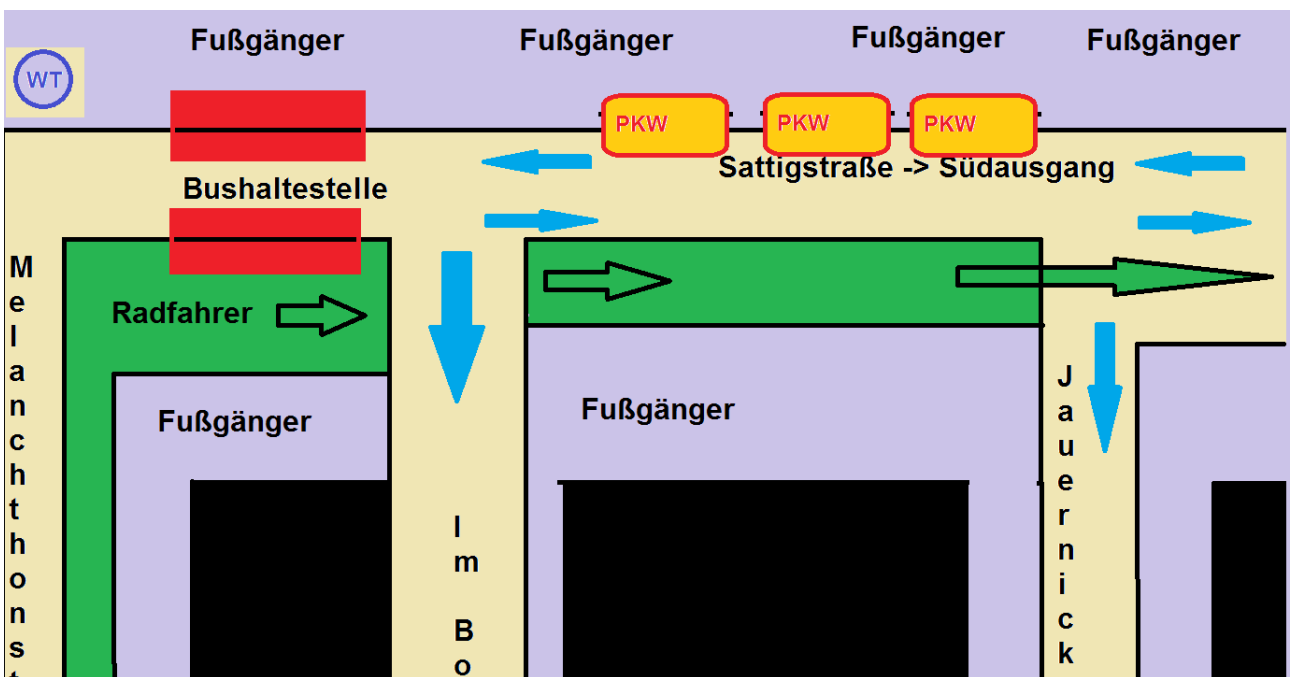 Fußgänger
Fußgänger
Fußgänger
Fußgänger
WT
PKW
PKW
PKW
Sattigstraße -> Südausgang
Bushaltestelle
Radfahrer
Fußgänger
Fußgänger
Melanchthonst
Im Bo
Jauernick